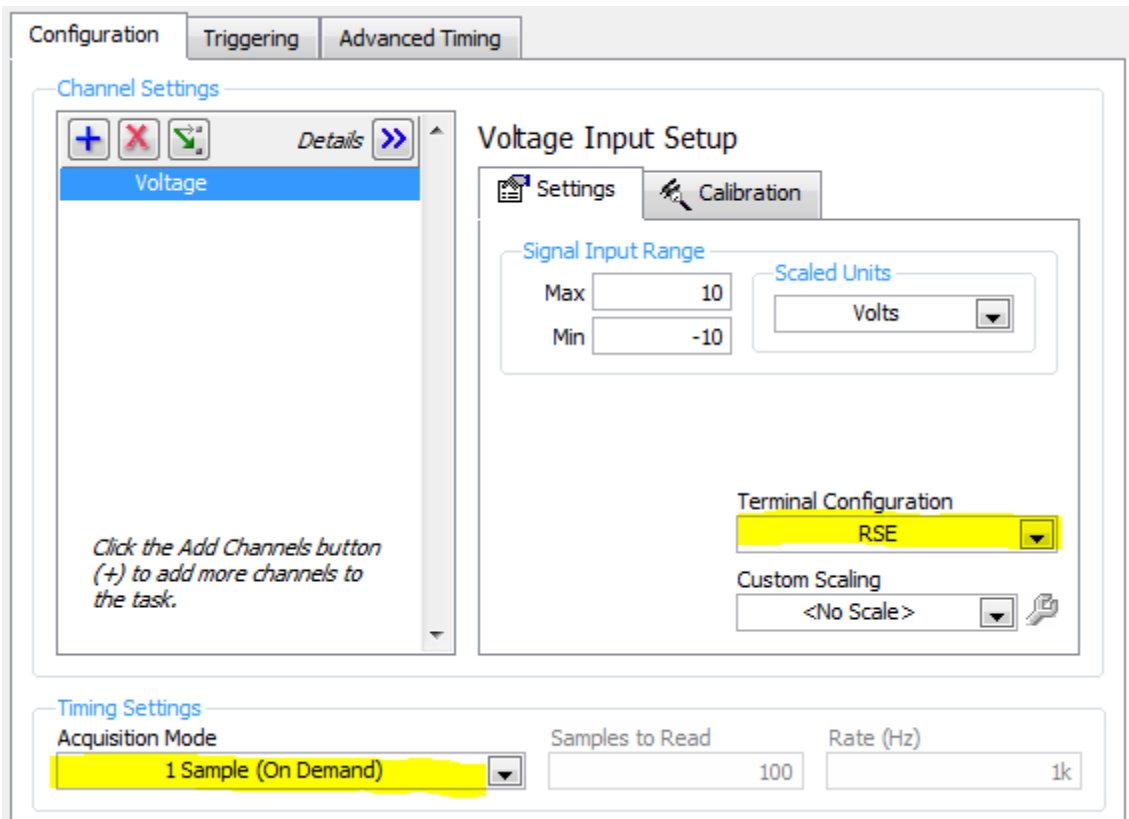 Configuration Triggering Advanced Timing
Channel Settings
Details
Voltage
Click the Add Channels button
(+) to add more channels to
the task.
Voltage Input Setup
Settings Calibration
Signal Input Range
Max 10
Min -10
Scaled Units
Volts
Terminal Configuration
RSE
Custom Scaling
<No Scale>
Timing Settings
Acquisition Mode
1 Sample (On Demand)
Samples to Read
100
Rate (Hz)
1k